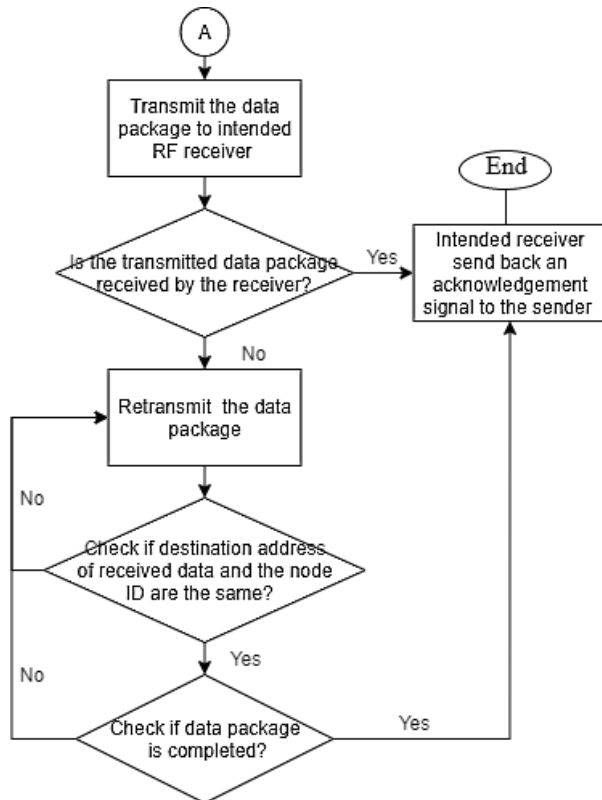 A
Transmit the data
package to intended
RF receiver
End
Is the transmitted data package
received by the receiver?
Yes
Intended receiver
send back an
acknowledgement
signal to the sender
No
Retransmit the data
package
No
Check if destination address
of received data and the node
ID are the same?
Yes
No
Check if data package
is completed?
Yes